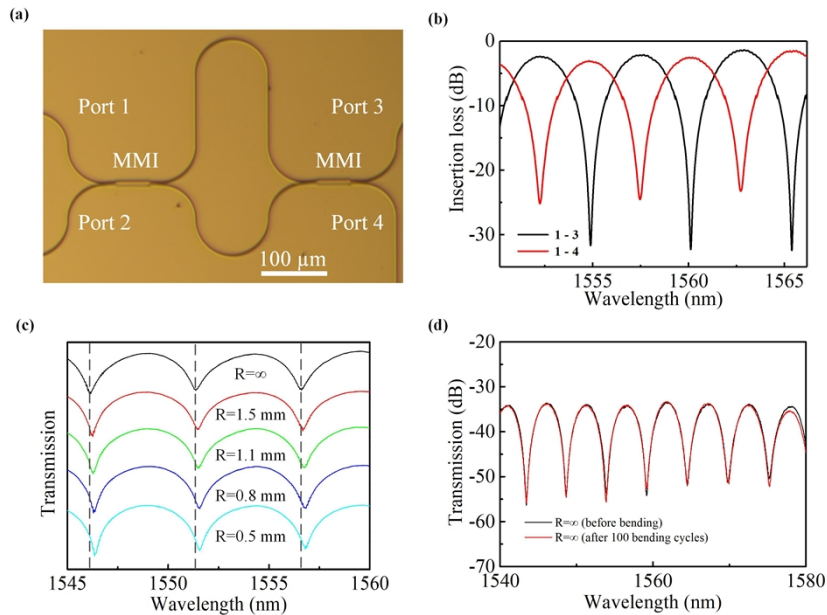 (a)
Port 1
Port 3
MMI
MMI
Port 2
Port 4
100 µm
(b)
Insertion loss (dB)
0
-10
-20
-30
1 - 3
1 - 4
1555
1560
1565
Wavelength (nm)
(c)
Transmission
R=∞
R=1.5 mm
R=1.1 mm
R=0.8 mm
R=0.5 mm
1545
1550
1555
1560
Wavelength (nm)
(d)
Transmission (dB)
-20
-30
-40
-50
-60
-70
R=∞ (before bending)
R=∞ (after 100 bending cycles)
1540
1560
1580
Wavelength (nm)